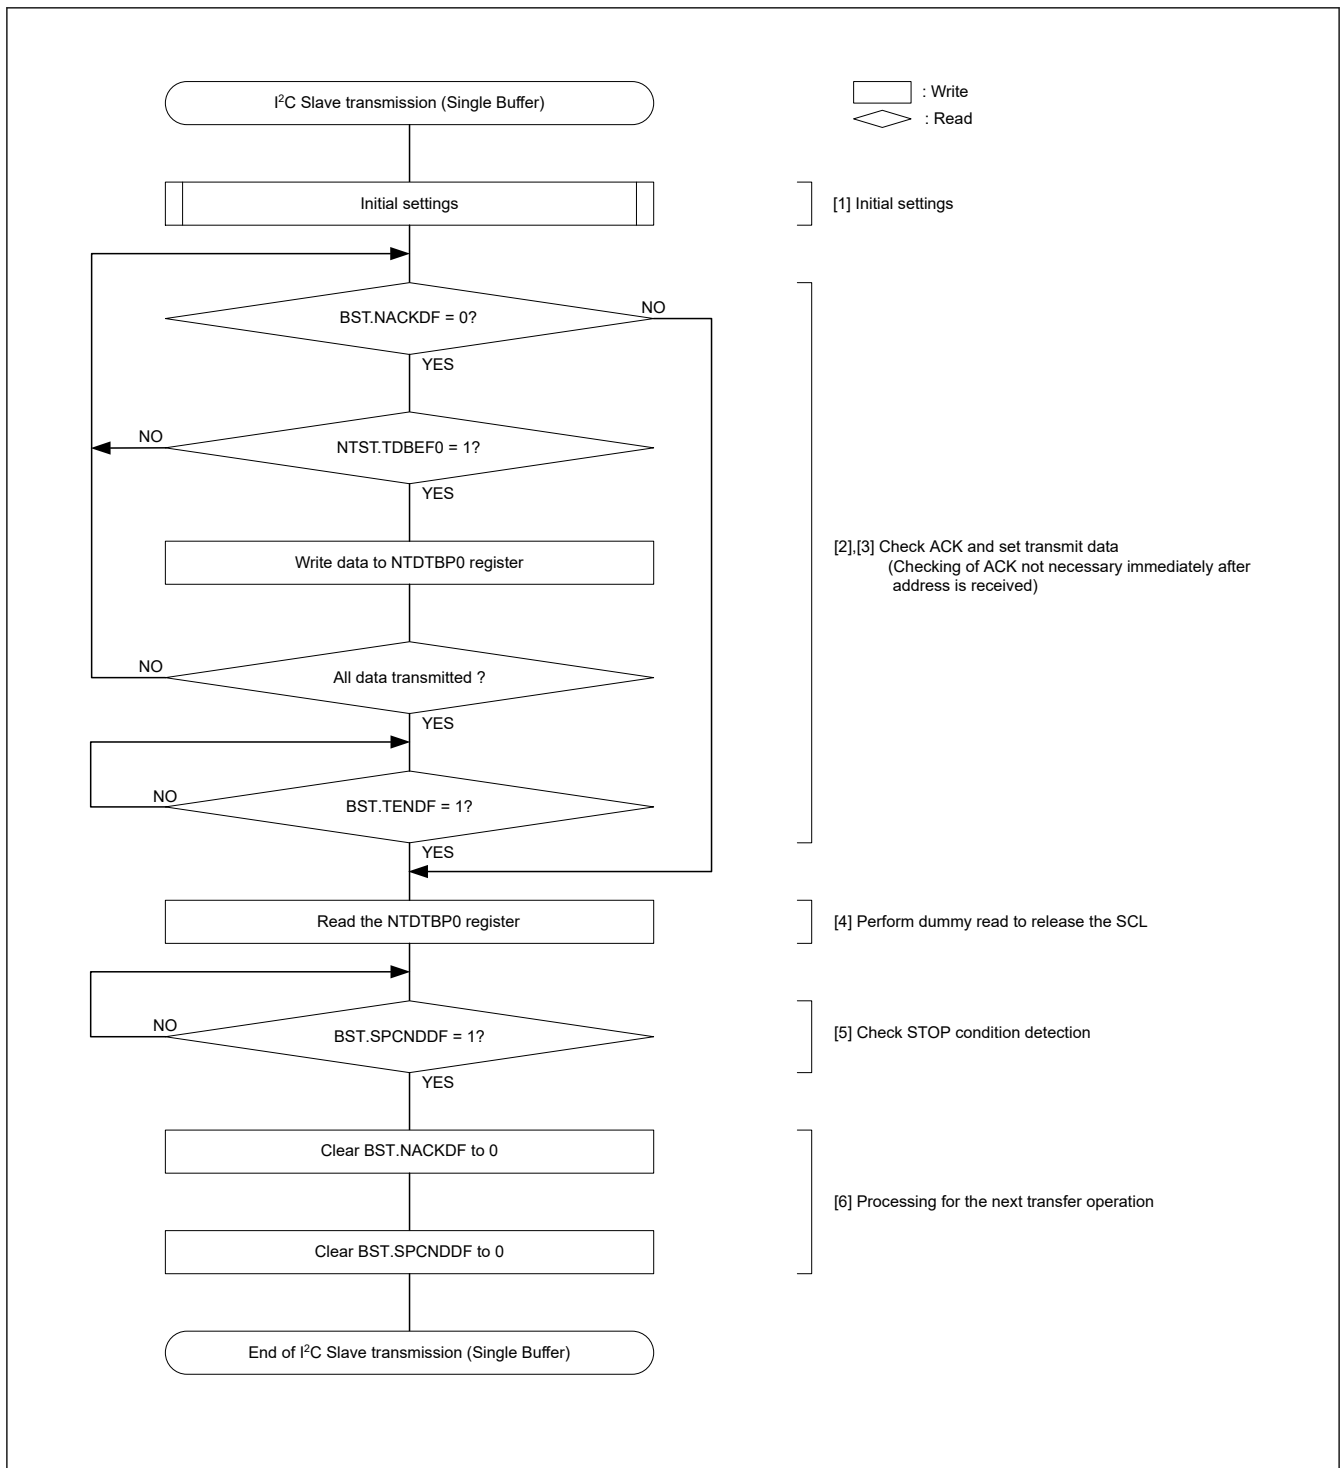 I²C Slave transmission (Single Buffer)
: Write
: Read
Initial settings
[1] Initial settings
BST.NACKDF = 0?
NO
YES
NTST.TDBEF0 = 1?
NO
YES
Write data to NTDTBP0 register
[2],[3] Check ACK and set transmit data
(Checking of ACK not necessary immediately after
address is received)
All data transmitted ?
NO
YES
BST.TENDF = 1?
NO
YES
Read the NTDTBP0 register
[4] Perform dummy read to release the SCL
BST.SPCNDDF = 1?
NO
YES
[5] Check STOP condition detection
Clear BST.NACKDF to 0
[6] Processing for the next transfer operation
Clear BST.SPCNDDF to 0
End of I²C Slave transmission (Single Buffer)